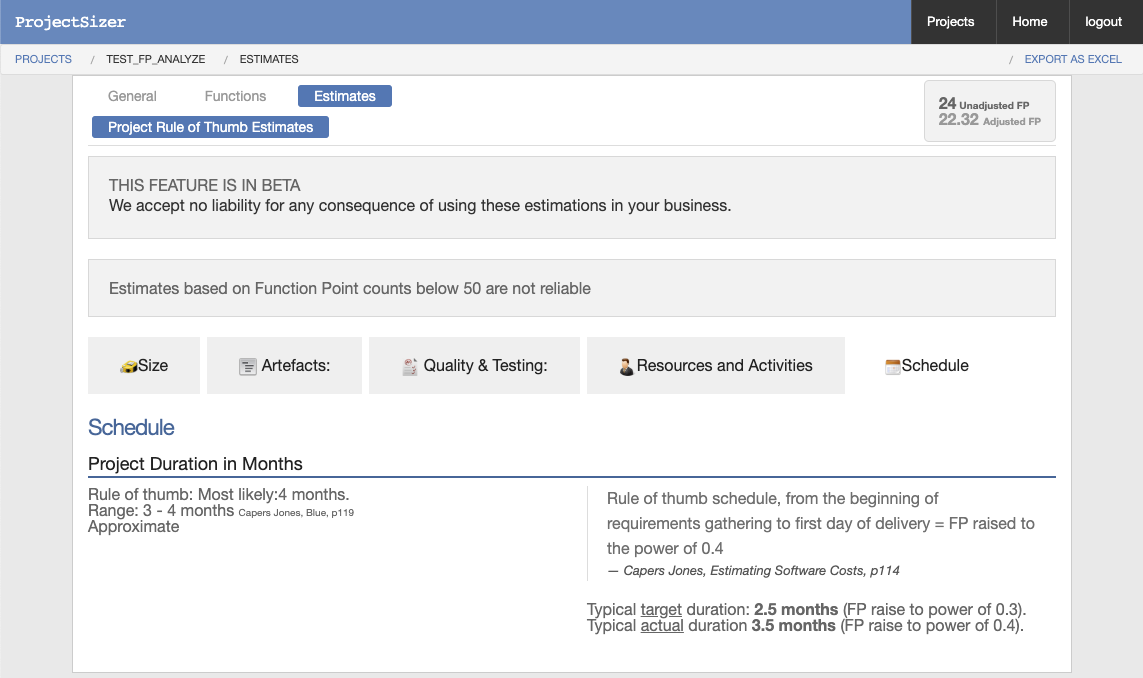 ProjectSizer
Projects
Home
logout
PROJECTS / TEST_FP_ANALYZE / ESTIMATES
/ EXPORT AS EXCEL
General
Functions
Estimates
Project Rule of Thumb Estimates
24 Unadjusted FP
22.32 Adjusted FP
THIS FEATURE IS IN BETA
We accept no liability for any consequence of using these estimations in your business.
Estimates based on Function Point counts below 50 are not reliable
Size
Artefacts:
Quality & Testing:
Resources and Activities
Schedule
Schedule
Project Duration in Months
Rule of thumb: Most likely:4 months.
Range: 3 - 4 months Capers Jones, Blue, p119
Approximate
Rule of thumb schedule, from the beginning of
requirements gathering to first day of delivery = FP raised to
the power of 0.4
— Capers Jones, Estimating Software Costs, p114
Typical target duration: 2.5 months (FP raise to power of 0.3).
Typical actual duration 3.5 months (FP raise to power of 0.4).